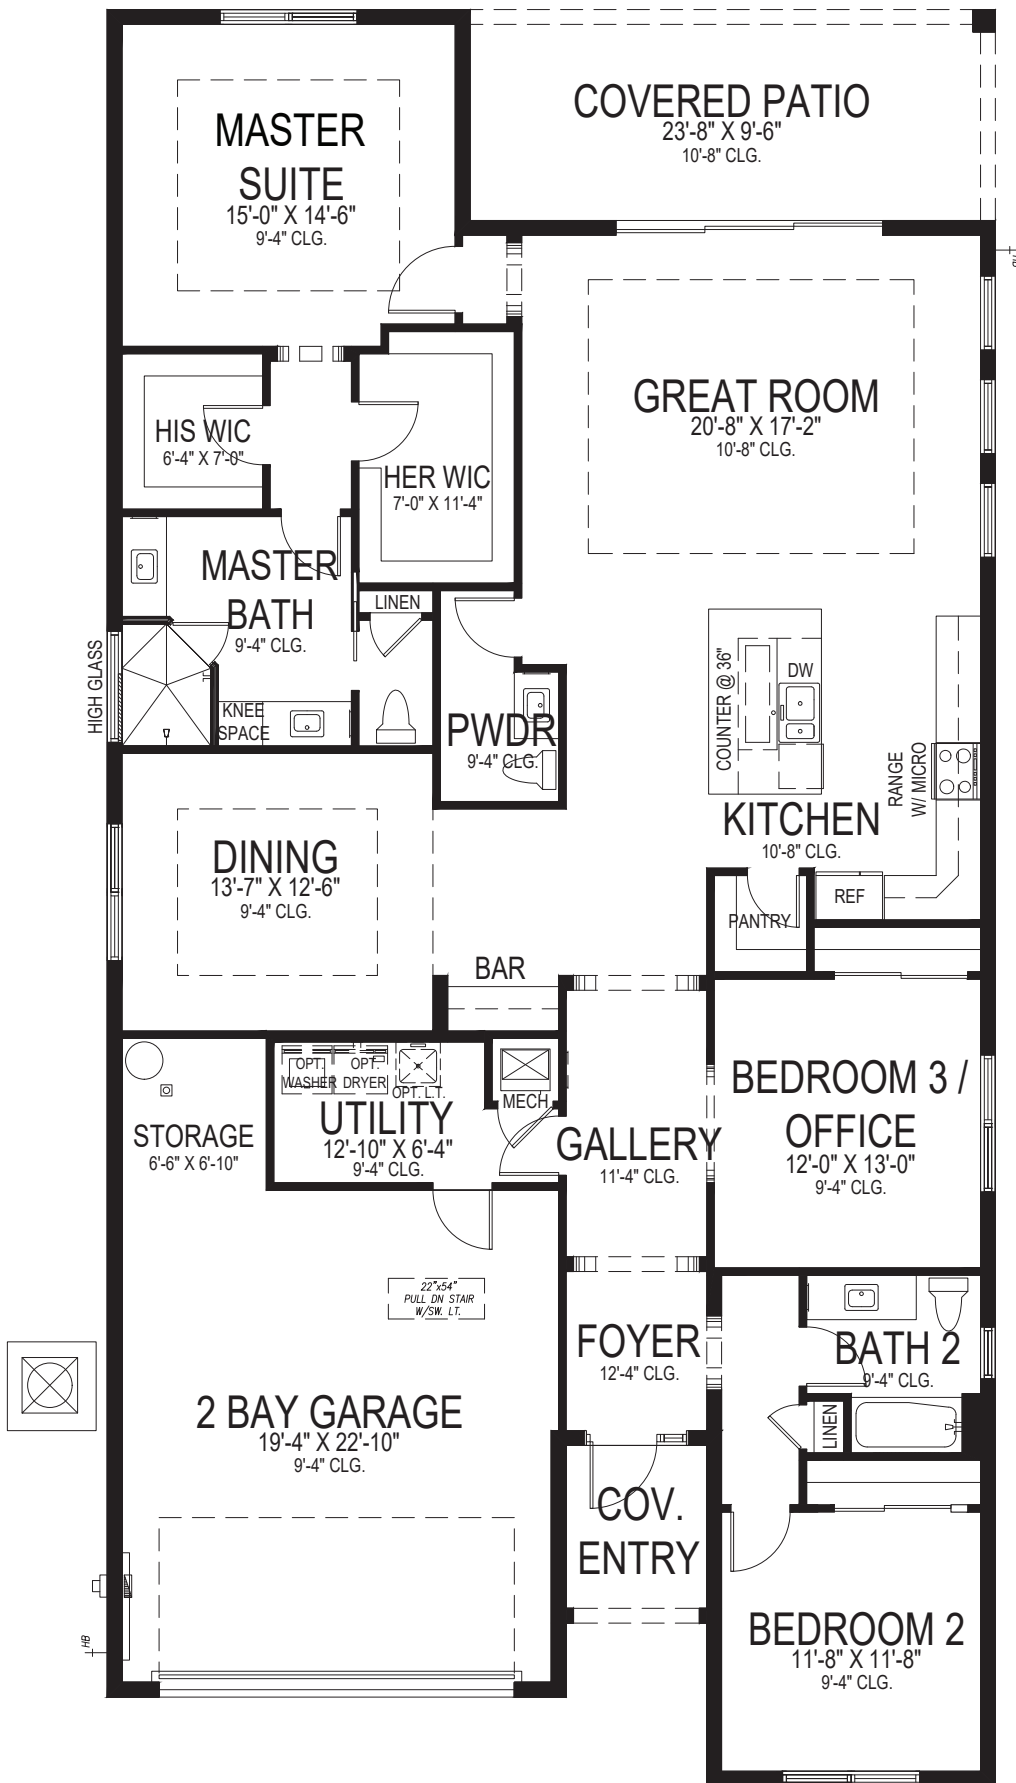 COVERED PATIO
23'-8" X 9'-6"
10'-8" CLG.
MASTER
SUITE
15'-0" X 14'-6"
9'-4" CLG.
GREAT ROOM
20'-8" X 17'-2"
10'-8" CLG.
HIS WIC
6'-4" X 7'-0"
HER WIC
7'-0" X 11'-4"
MASTER
BATH
9'-4" CLG.
LINEN
HIGH GLASS
KNEE
SPACE
PWDR
9'-4" CLG.
COUNTER @ 36"
DW
RANGE
W/ MICRO
KITCHEN
10'-8" CLG.
REF
PANTRY
DINING
13'-7" X 12'-6"
9'-4" CLG.
BAR
OPT.
WASHER
OPT.
DRYER
OPT. L.T.
MECH
UTILITY
12'-10" X 6'-4"
9'-4" CLG.
STORAGE
6'-6" X 6'-10"
GALLERY
11'-4" CLG.
BEDROOM 3 /
OFFICE
12'-0" X 13'-0"
9'-4" CLG.
22"x54"
PULL DN STAIR
W/SW. LT.
FOYER
12'-4" CLG.
BATH 2
9'-4" CLG.
LINEN
2 BAY GARAGE
19'-4" X 22'-10"
9'-4" CLG.
COV.
ENTRY
BEDROOM 2
11'-8" X 11'-8"
9'-4" CLG.
HB